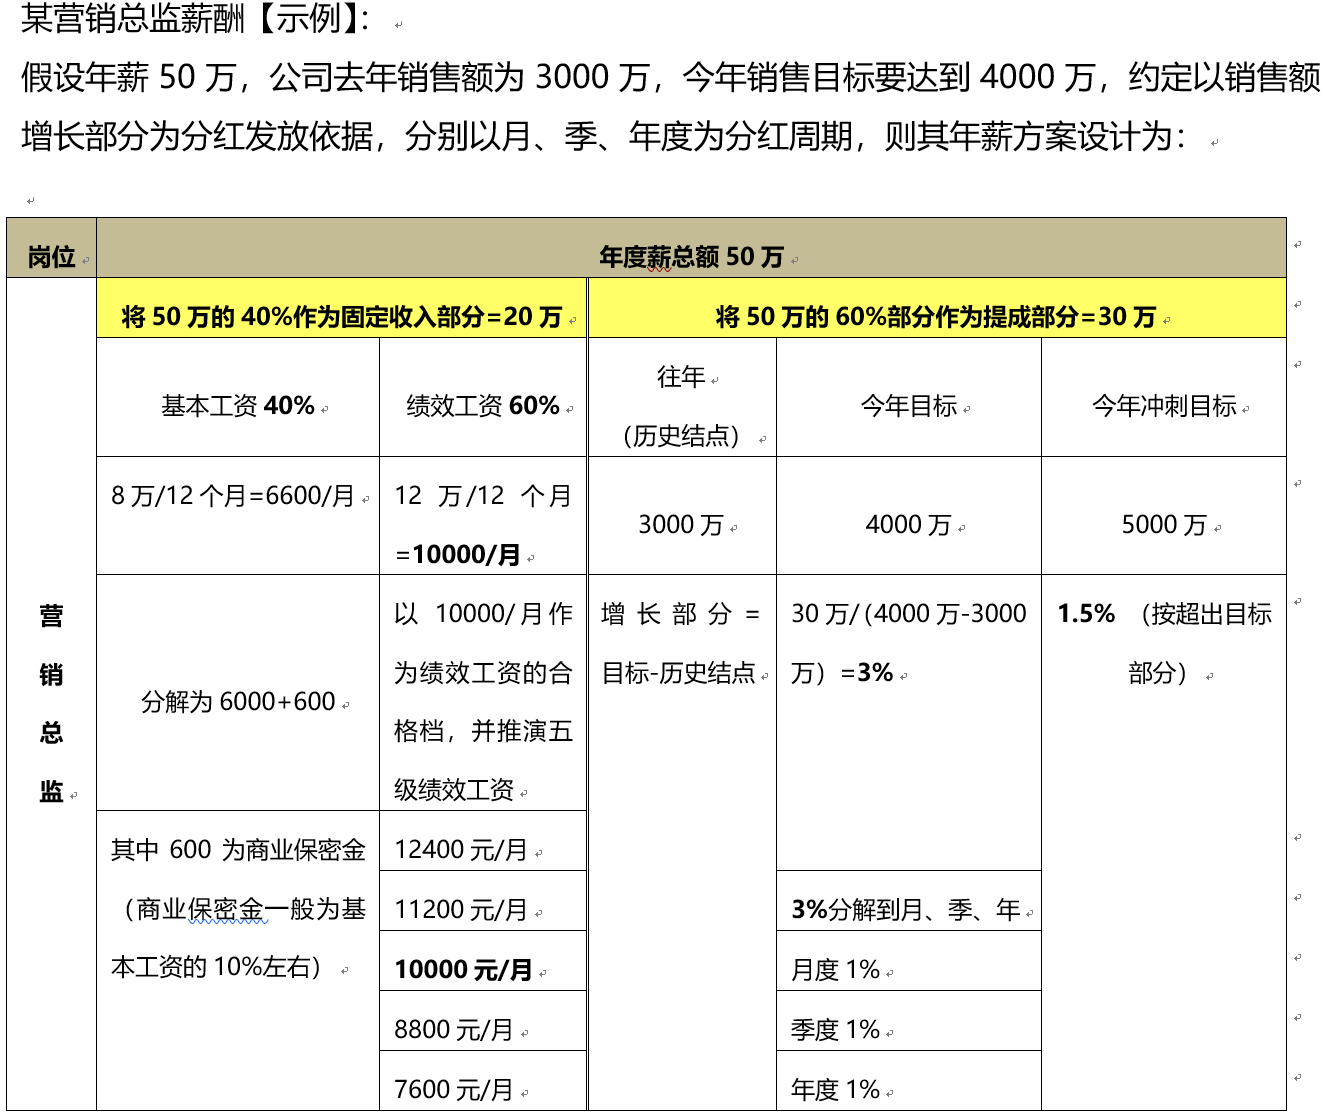 某营销总监薪酬【示例】：
假设年薪 50 万，公司去年销售额为 3000 万，今年销售目标要达到 4000 万，约定以销售额
增长部分为分红发放依据，分别以月、季、年度为分红周期，则其年薪方案设计为：
岗位
年度薪总额 50 万
将 50 万的 40%作为固定收入部分=20 万
将 50 万的 60%部分作为提成部分=30 万
基本工资 40%
绩效工资 60%
往年
（历史结点）
今年目标
今年冲刺目标
8 万/12 个月=6600/月
12 万/12 个月
=10000/月
3000 万
4000 万
5000 万
营
销
总
监
分解为 6000+600
以 10000/月作
为绩效工资的合
格档，并推演五
级绩效工资
增长部分=
目标-历史结点
30 万/（4000 万-3000
万）=3%
1.5% （按超出目标
部分）
其中 600 为商业保密金
（商业保密金一般为基
本工资的 10%左右）
12400 元/月
11200 元/月
10000 元/月
8800 元/月
7600 元/月
3%分解到月、季、年
月度 1%
季度 1%
年度 1%